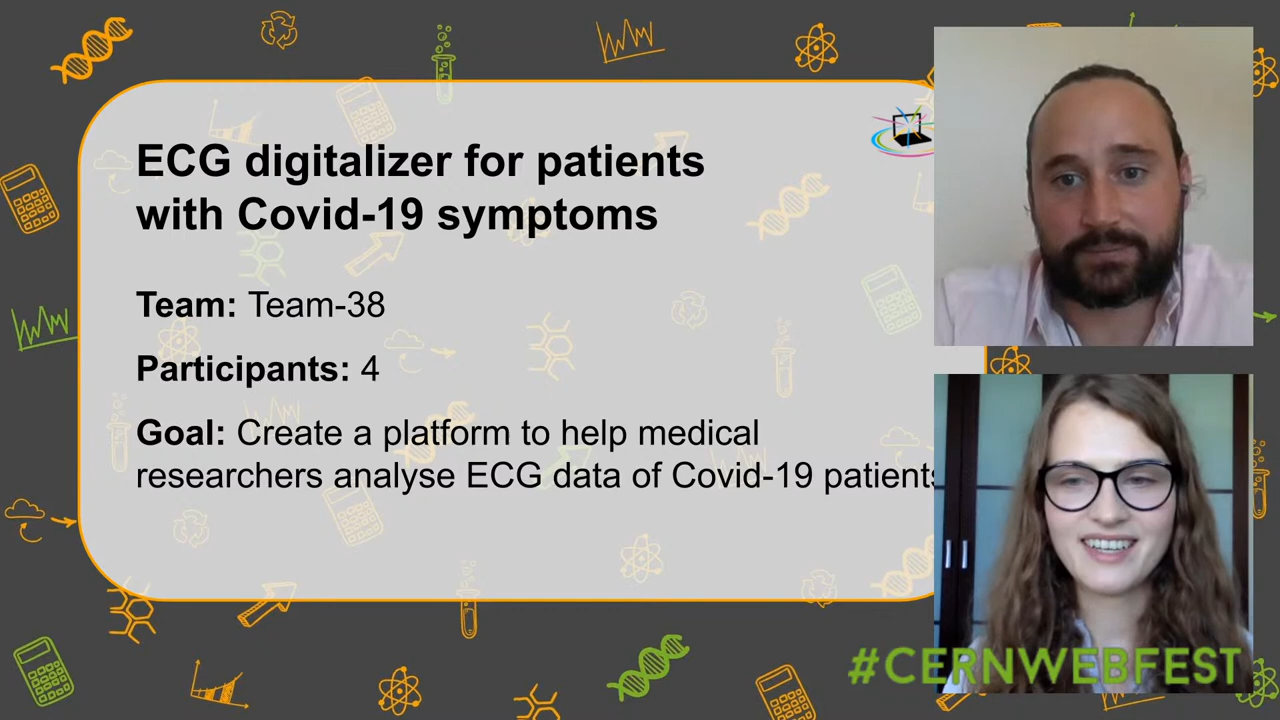 ECG digitalizer for patients
with Covid-19 symptoms
Team: Team-38
Participants: 4
Goal: Create a platform to help medical
researchers analyse ECG data of Covid-19 patients
#CERNWEBFEST